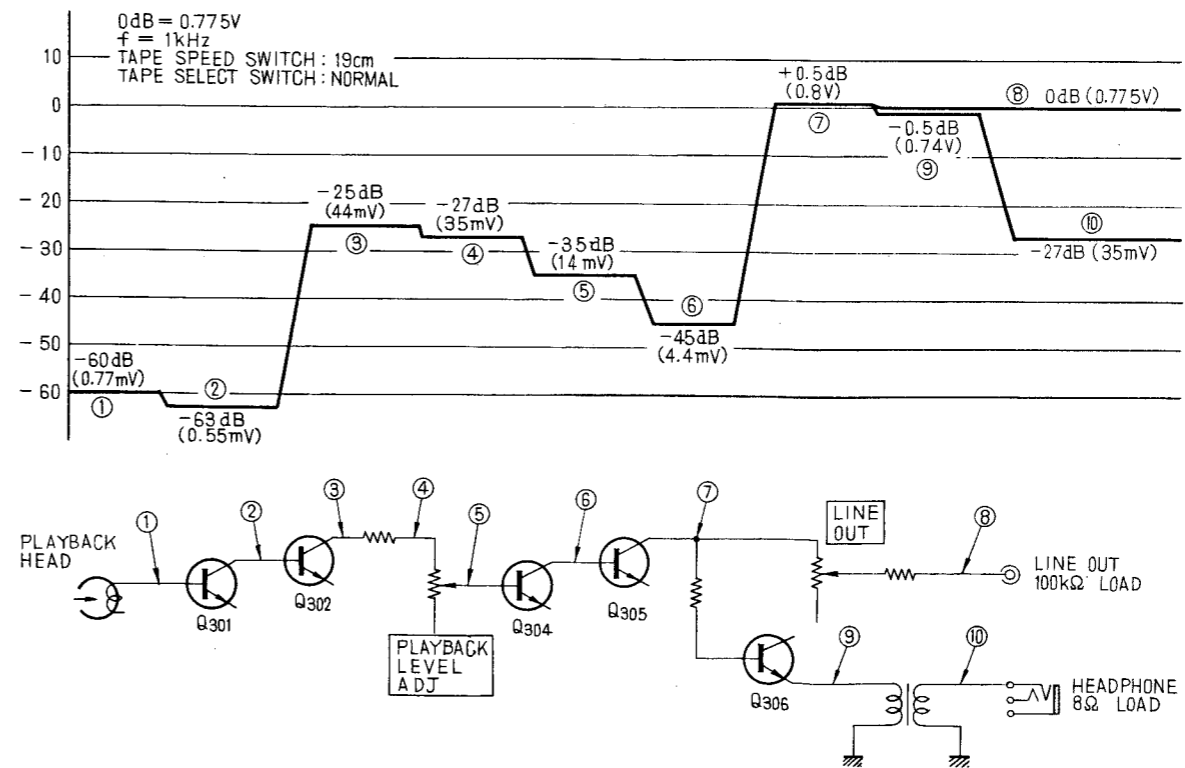 0dB = 0.775V
f = 1kHz
TAPE SPEED SWITCH : 19cm
TAPE SELECT SWITCH : NORMAL
10
0
-10
-20
-30
-40
-50
-60
-60dB
(0.77mV)
①
②
-63dB
(0.55mV)
-25dB
(44mV)
③
-27dB
(35mV)
④
-35dB
(14mV)
⑤
⑥
-45dB
(4.4mV)
+0.5dB
(0.8V)
⑦
⑧ 0dB (0.775V)
-0.5dB
(0.74V)
⑨
⑩
-27dB (35mV)
PLAYBACK
HEAD
①
Q301
②
Q302
③
④
⑤
PLAYBACK
LEVEL
ADJ
Q304
⑥
Q305
⑦
LINE
OUT
⑧
LINE OUT
100kΩ LOAD
Q306
⑨
⑩
HEADPHONE
8Ω LOAD